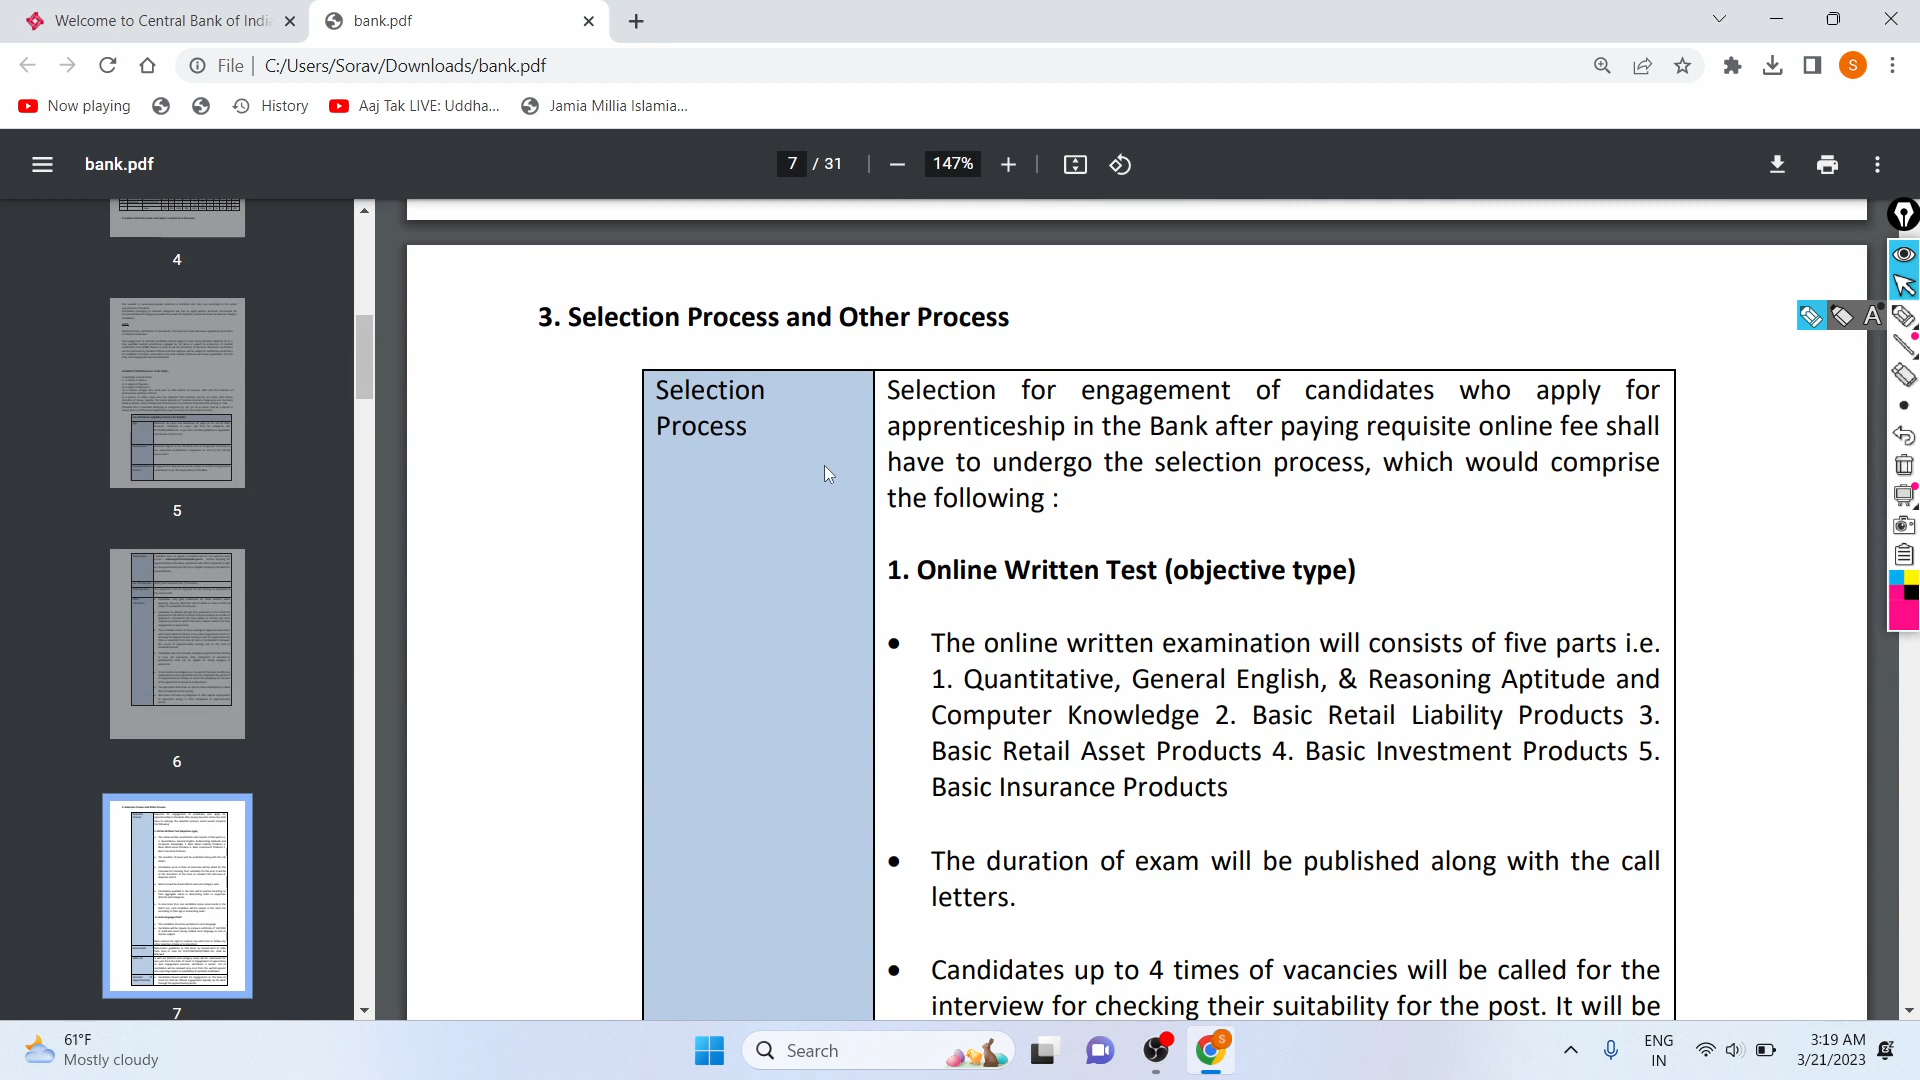 Welcome to Central Bank of India
bank.pdf
File
C:/Users/Sorav/Downloads/bank.pdf
S
Now playing
History
Aaj Tak LIVE: Uddha...
Jamia Millia Islamia...
bank.pdf
7 / 31
147%
4
5
6
7
3. Selection Process and Other Process
Selection
Process
Selection for engagement of candidates who apply for
apprenticeship in the Bank after paying requisite online fee shall
have to undergo the selection process, which would comprise
the following :
1. Online Written Test (objective type)
• The online written examination will consists of five parts i.e.
1. Quantitative, General English, & Reasoning Aptitude and
Computer Knowledge 2. Basic Retail Liability Products 3.
Basic Retail Asset Products 4. Basic Investment Products 5.
Basic Insurance Products
• The duration of exam will be published along with the call
letters.
• Candidates up to 4 times of vacancies will be called for the
interview for checking their suitability for the post. It will be
A
61°F
Mostly cloudy
Search
S
ENG
IN
3:19 AM
3/21/2023